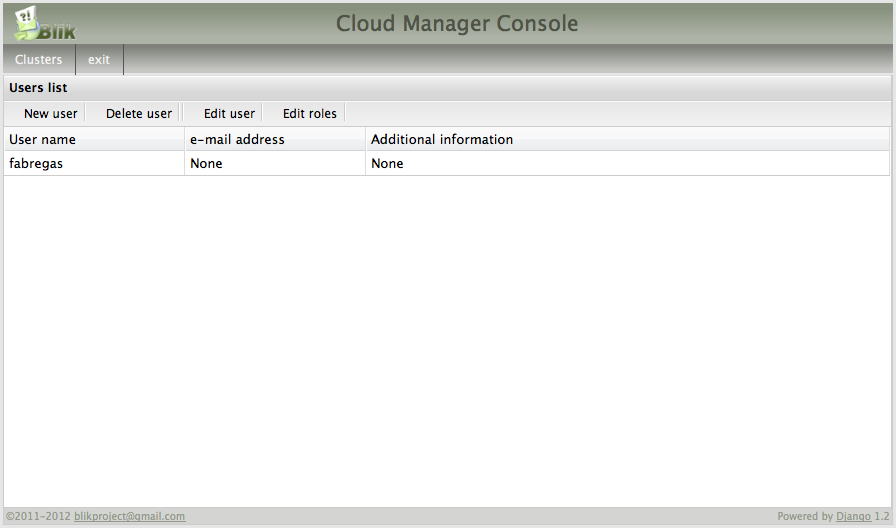 ?!
Blik
Cloud Manager Console
Clusters exit
Users list
New user Delete user Edit user Edit roles
User name e-mail address Additional information
fabregas None None
©2011-2012 blikproject@gmail.com Powered by Django 1.2